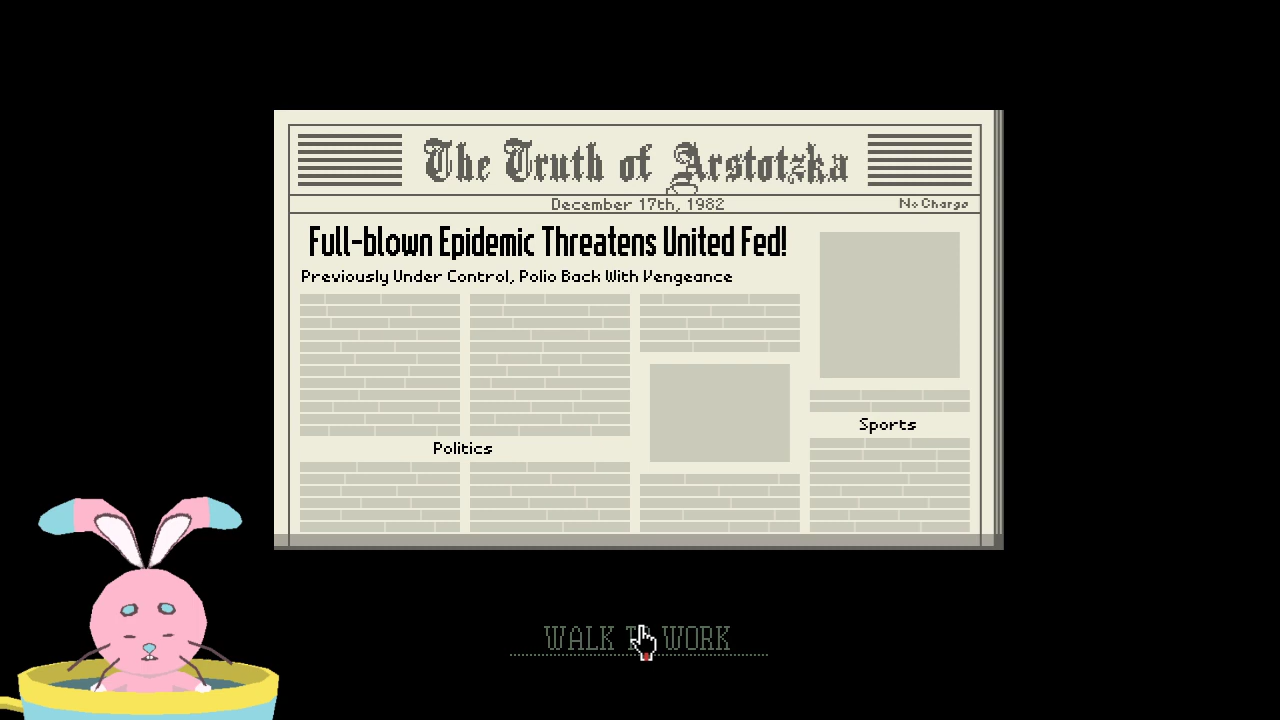 The Truth of Arstotzka
December 17th, 1982
No Charge
Full-blown Epidemic Threatens United Fed!
Previously Under Control, Polio Back With Vengeance
Politics
Sports
WALK TO WORK